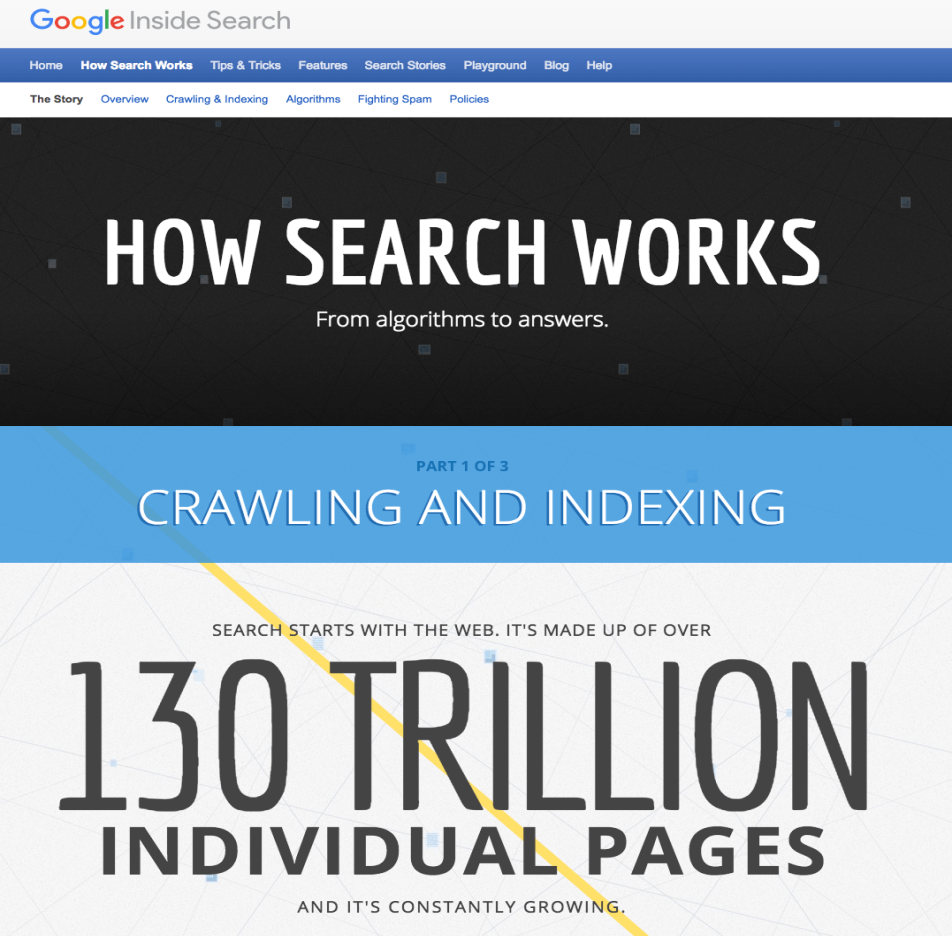 Google Inside Search
Home How Search Works Tips & Tricks Features Search Stories Playground Blog Help
The Story Overview Crawling & Indexing Algorithms Fighting Spam Policies
HOW SEARCH WORKS
From algorithms to answers.
PART 1 OF 3
CRAWLING AND INDEXING
SEARCH STARTS WITH THE WEB. IT'S MADE UP OF OVER
130 TRILLION
INDIVIDUAL PAGES
AND IT'S CONSTANTLY GROWING.